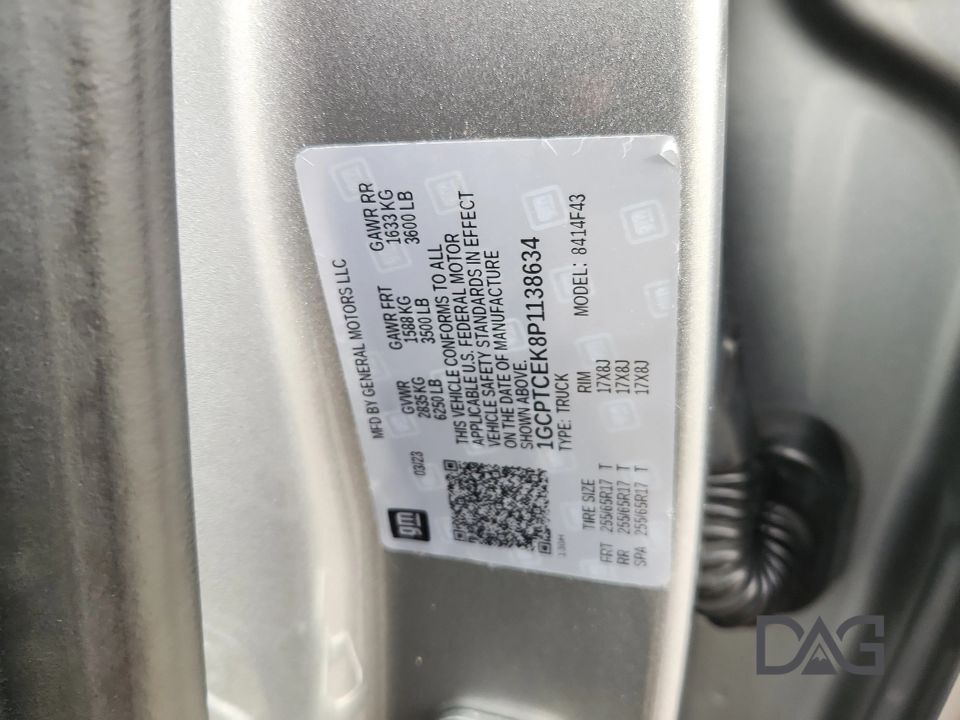 gm
03/23
MFD BY GENERAL MOTORS LLC
GVWR GAWR FRT GAWR RR
2835 KG 1588 KG 1633 KG
6250 LB 3500 LB 3600 LB
THIS VEHICLE CONFORMS TO ALL
APPLICABLE U.S. FEDERAL MOTOR
VEHICLE SAFETY STANDARDS IN EFFECT
ON THE DATE OF MANUFACTURE
SHOWN ABOVE.
1GCPTCEK8P1138634
TYPE: TRUCK MODEL: 8414F43
TIRE SIZE RIM
FRT 255/65R17 T 17X8J
RR 255/65R17 T 17X8J
SPA 255/65R17 T 17X8J
DAG